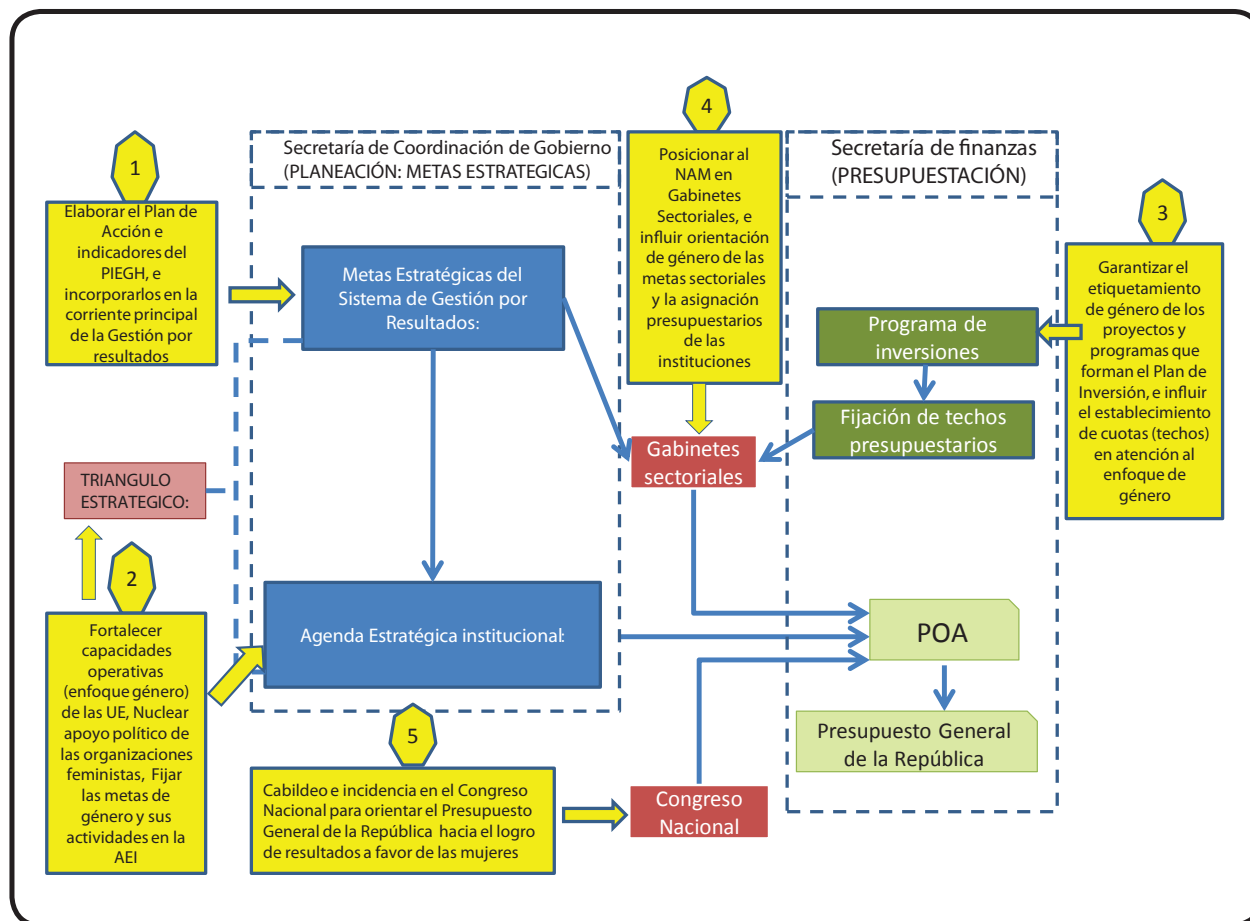 1
Elaborar el Plan de
Acción e
indicadores del
PIEGH, e
incorporarlos en la
corriente principal
de la Gestión por
resultados
TRIANGULO
ESTRATEGICO:
2
Fortalecer
capacidades
operativas
(enfoque género)
de las UE, Nuclear
apoyo político de
las organizaciones
feministas, Fijar
las metas de
género y sus
actividades en la
AEI
Secretaría de Coordinación de Gobierno
(PLANEACIÓN: METAS ESTRATEGICAS)
Metas Estratégicas del
Sistema de Gestión por
Resultados:
Agenda Estratégica institucional:
5
Cabildeo e incidencia en el Congreso
Nacional para orientar el Presupuesto
General de la República hacia el logro
de resultados a favor de las mujeres
4
Posicionar al
NAM en
Gabinetes
Sectoriales, e
influir orientación
de género de las
metas sectoriales
y la asignación
presupuestarios
de las
instituciones
Gabinetes
sectoriales
Congreso
Nacional
Secretaría de finanzas
(PRESUPUESTACIÓN)
Programa de
inversiones
Fijación de techos
presupuestarios
POA
Presupuesto General
de la República
3
Garantizar el
etiquetamiento
de género de los
proyectos y
programas que
forman el Plan de
Inversión, e influir
el establecimiento
de cuotas (techos)
en atención al
enfoque de
género